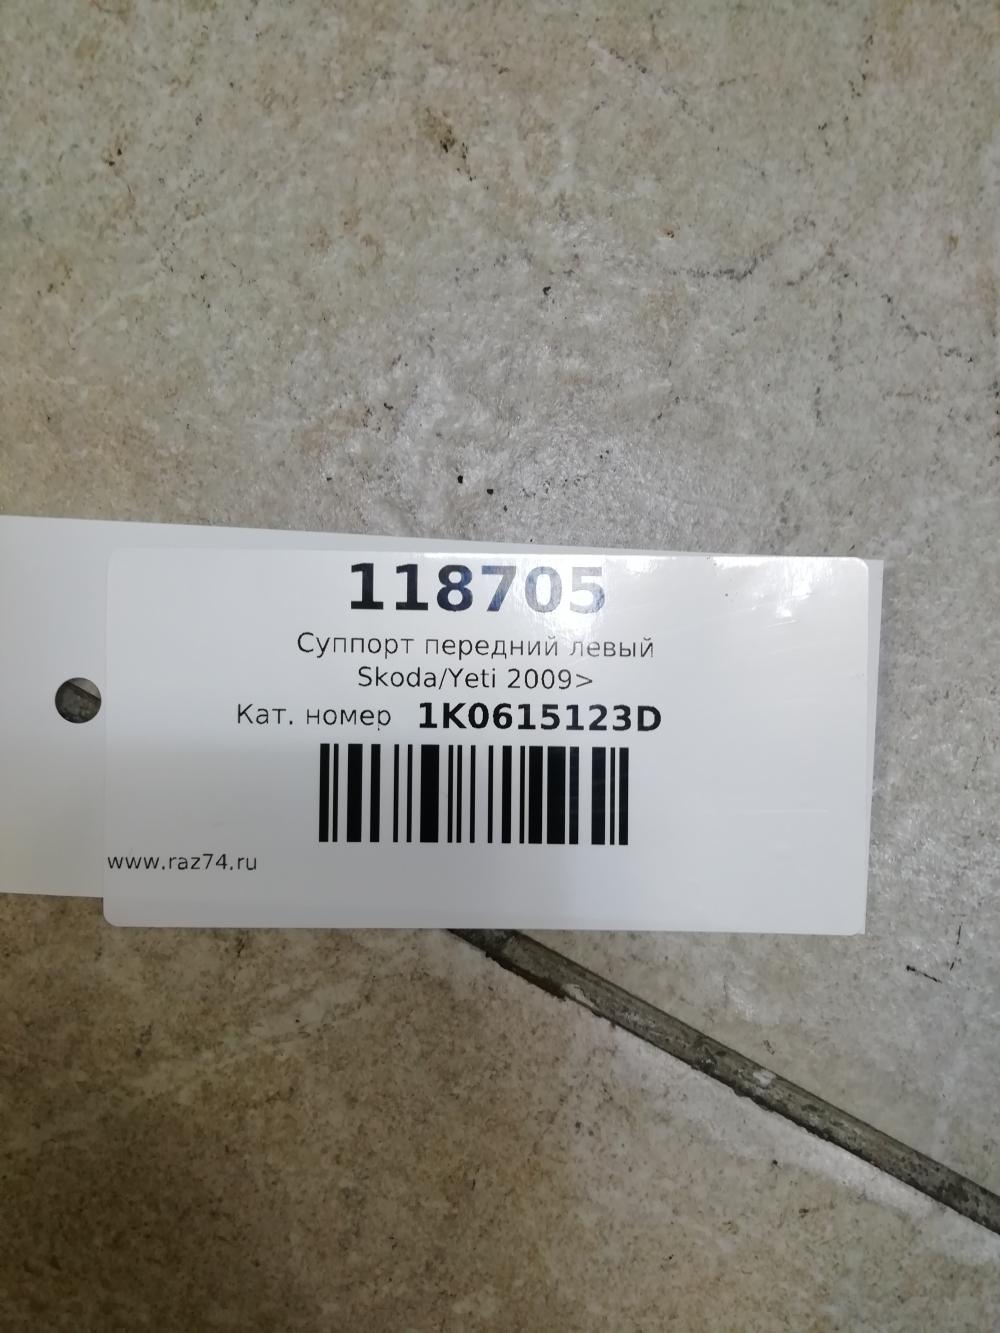 118705
Суппорт передний левый
Skoda/Yeti 2009>
Кат. номер 1K0615123D
www.raz74.ru